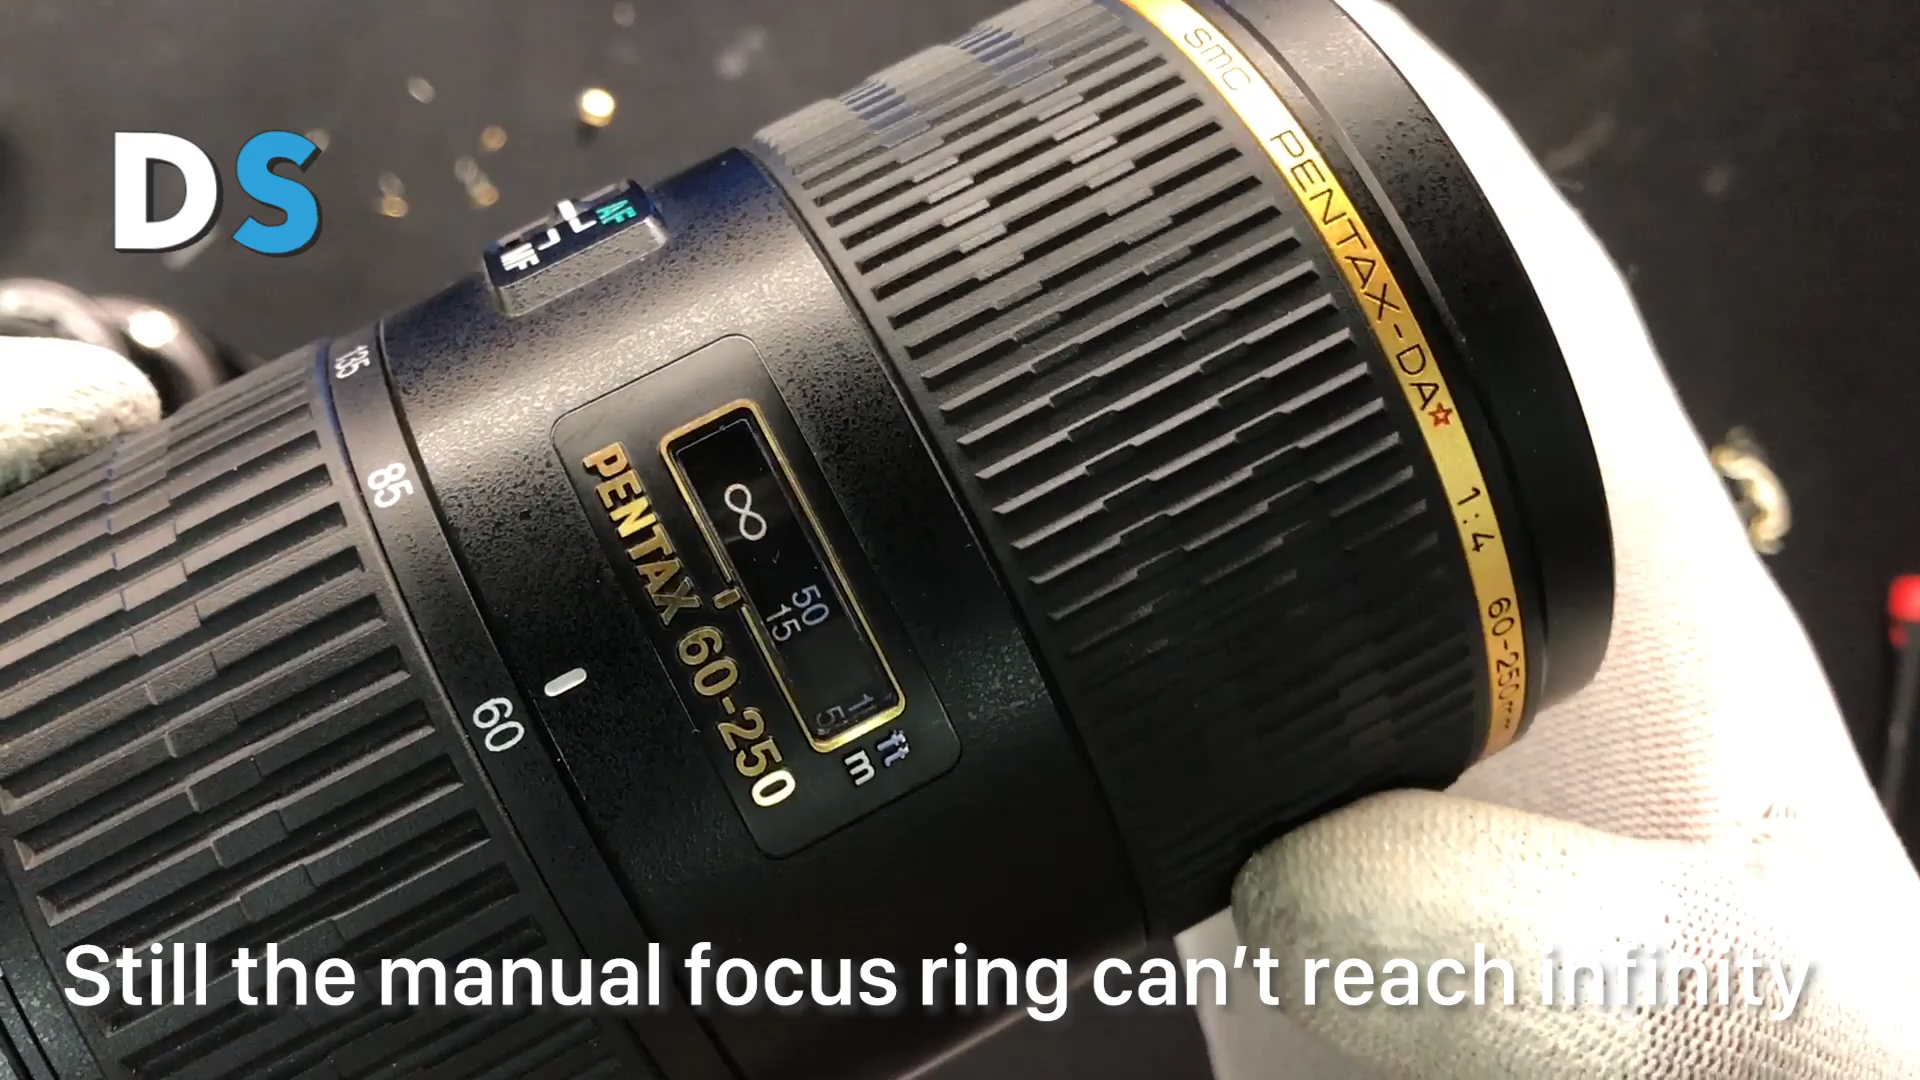 DS
smc PENTAX-DA★ 1:4 60-250mm
AF
MF
135
85
60
∞
50
15
PENTAX 60-250
ft
m
Still the manual focus ring can't reach infinity